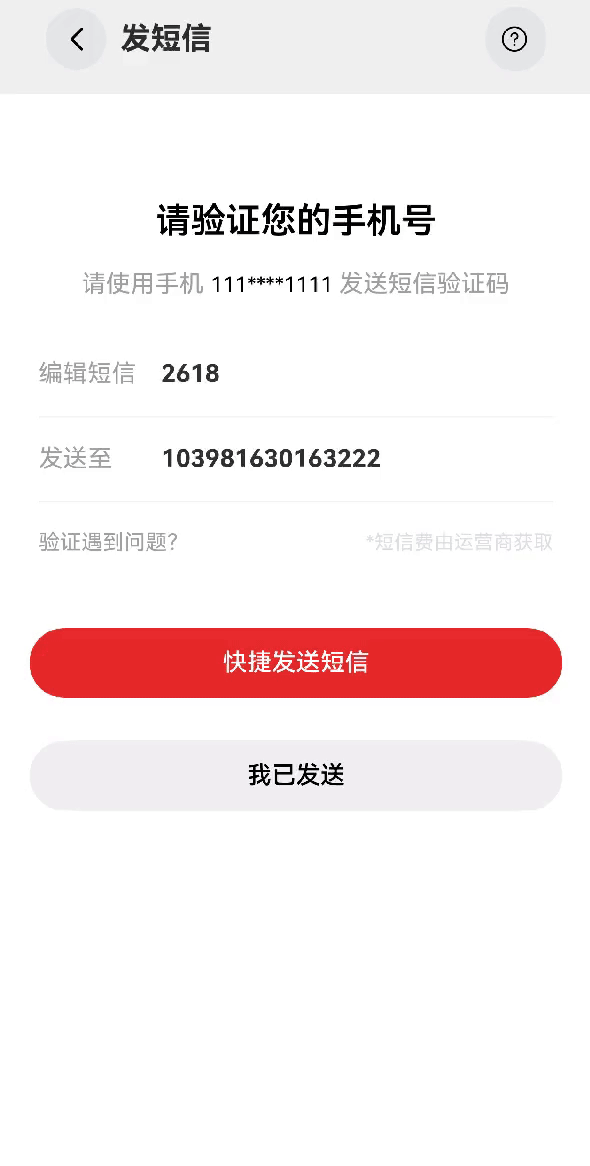 发短信
请验证您的手机号
请使用手机 111****1111 发送短信验证码
编辑短信 2618
发送至 103981630163222
验证遇到问题? *短信费由运营商获取
快捷发送短信
我已发送